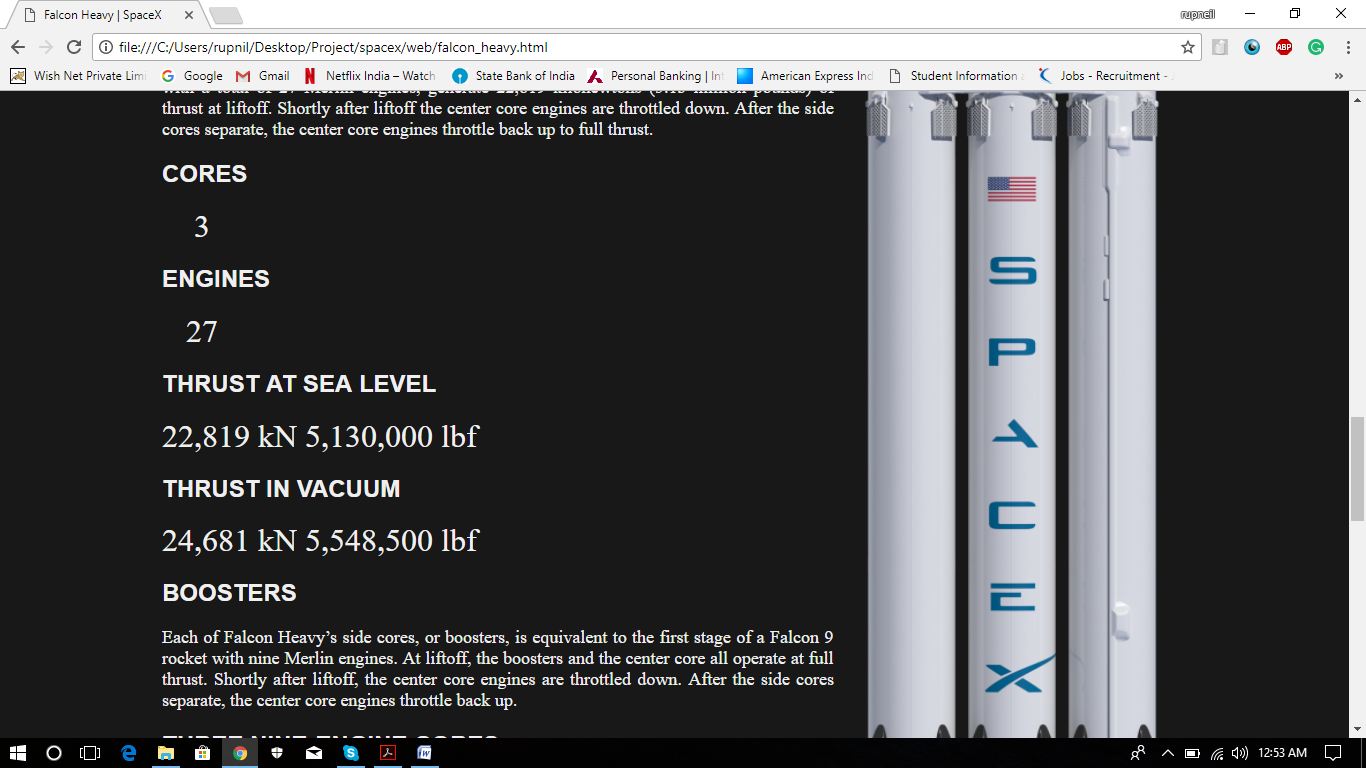 Falcon Heavy | SpaceX
rupneil
file:///C:/Users/rupnil/Desktop/Project/spacex/web/falcon_heavy.html
ABP
Wish Net Private Limi Google Gmail Netflix India – Watch State Bank of India Personal Banking | Int American Express Ind Student Information Jobs - Recruitment - »
with a total of 27 Merlin engines, generate 22,819 kilonewtons (5.13 million pounds) of
thrust at liftoff. Shortly after liftoff the center core engines are throttled down. After the side
cores separate, the center core engines throttle back up to full thrust.
CORES
3
ENGINES
27
THRUST AT SEA LEVEL
22,819 kN 5,130,000 lbf
THRUST IN VACUUM
24,681 kN 5,548,500 lbf
BOOSTERS
Each of Falcon Heavy’s side cores, or boosters, is equivalent to the first stage of a Falcon 9
rocket with nine Merlin engines. At liftoff, the boosters and the center core all operate at full
thrust. Shortly after liftoff, the center core engines are throttled down. After the side cores
separate, the center core engines throttle back up.
THREE NINE-ENGINE CORES
S
P
A
C
E
X
12:53 AM